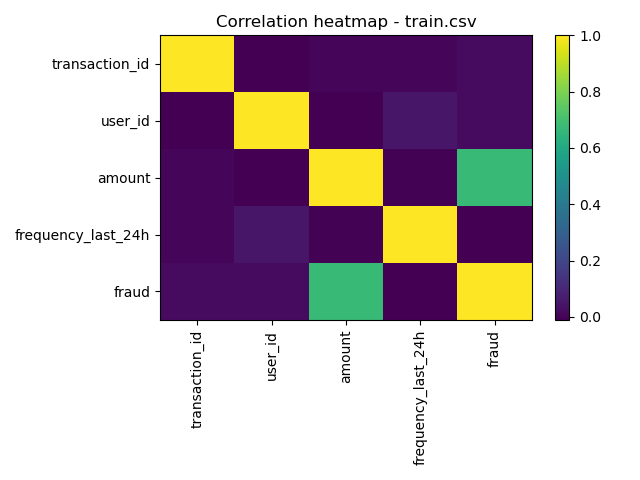 Correlation heatmap - train.csv
transaction_id
user_id
amount
frequency_last_24h
fraud
transaction_id
user_id
amount
frequency_last_24h
fraud
1.0
0.8
0.6
0.4
0.2
0.0